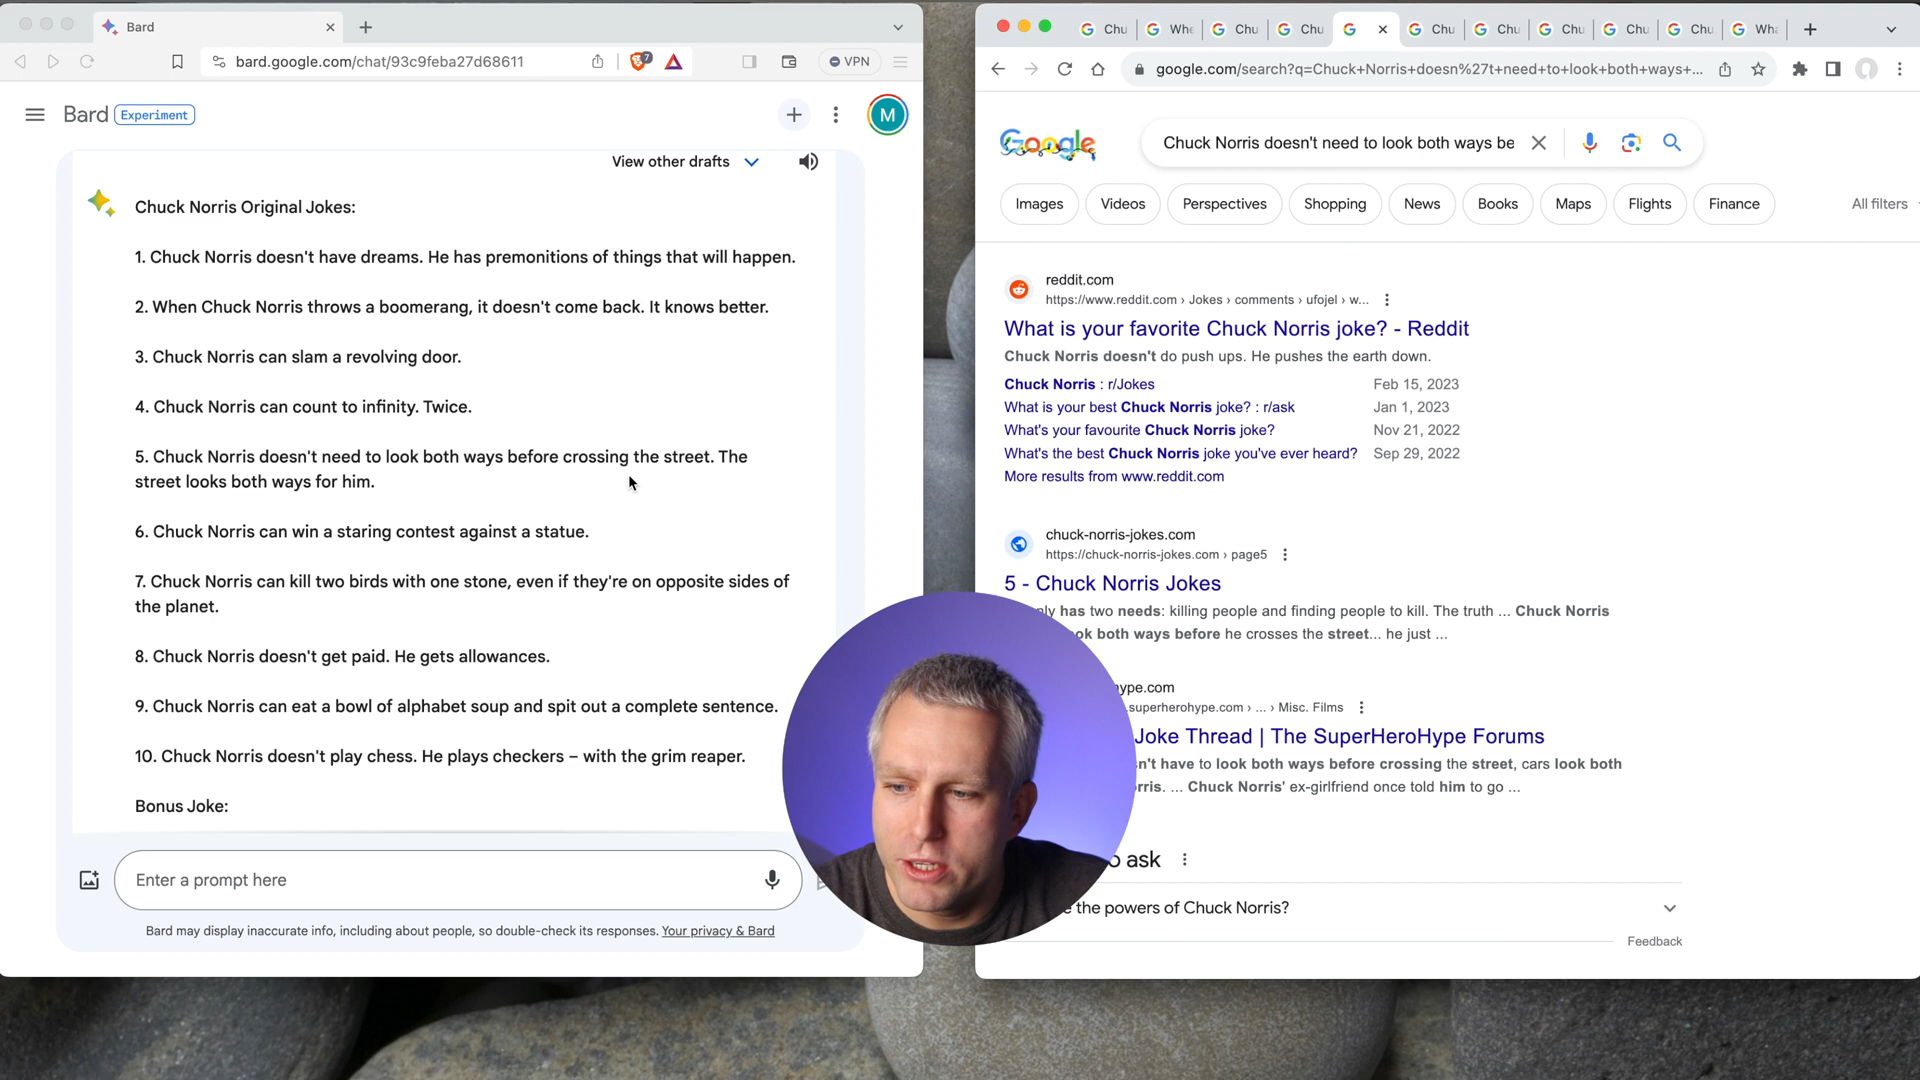 Bard
bard.google.com/chat/93c9feba27d68611
7
VPN
Bard
Experiment
M
View other drafts
Chuck Norris Original Jokes:
1. Chuck Norris doesn't have dreams. He has premonitions of things that will happen.
2. When Chuck Norris throws a boomerang, it doesn't come back. It knows better.
3. Chuck Norris can slam a revolving door.
4. Chuck Norris can count to infinity. Twice.
5. Chuck Norris doesn't need to look both ways before crossing the street. The
street looks both ways for him.
6. Chuck Norris can win a staring contest against a statue.
7. Chuck Norris can kill two birds with one stone, even if they're on opposite sides of
the planet.
8. Chuck Norris doesn't get paid. He gets allowances.
9. Chuck Norris can eat a bowl of alphabet soup and spit out a complete sentence.
10. Chuck Norris doesn't play chess. He plays checkers – with the grim reaper.
Bonus Joke:
Enter a prompt here
Bard may display inaccurate info, including about people, so double-check its responses. Your privacy & Bard
Chu Whe Chu Chu Chu Chu Chu Chu Chu Wha
google.com/search?q=Chuck+Norris+doesn%27t+need+to+look+both+ways+...
Google
Chuck Norris doesn't need to look both ways be
Images Videos Perspectives Shopping News Books Maps Flights Finance All filters
reddit.com
https://www.reddit.com › Jokes › comments › ufojel › w...
What is your favorite Chuck Norris joke? - Reddit
Chuck Norris doesn't do push ups. He pushes the earth down.
Chuck Norris : r/Jokes Feb 15, 2023
What is your best Chuck Norris joke? : r/ask Jan 1, 2023
What's your favourite Chuck Norris joke? Nov 21, 2022
What's the best Chuck Norris joke you've ever heard? Sep 29, 2022
More results from www.reddit.com
chuck-norris-jokes.com
https://chuck-norris-jokes.com › page5
5 - Chuck Norris Jokes
has two needs: killing people and finding people to kill. The truth ... Chuck Norris
both ways before he crosses the street... he just ...
ype.com
.superherohype.com › ... › Misc. Films
Joke Thread | The SuperHeroHype Forums
n't have to look both ways before crossing the street, cars look both
rris. ... Chuck Norris' ex-girlfriend once told him to go ...
ask
the powers of Chuck Norris?
Feedback